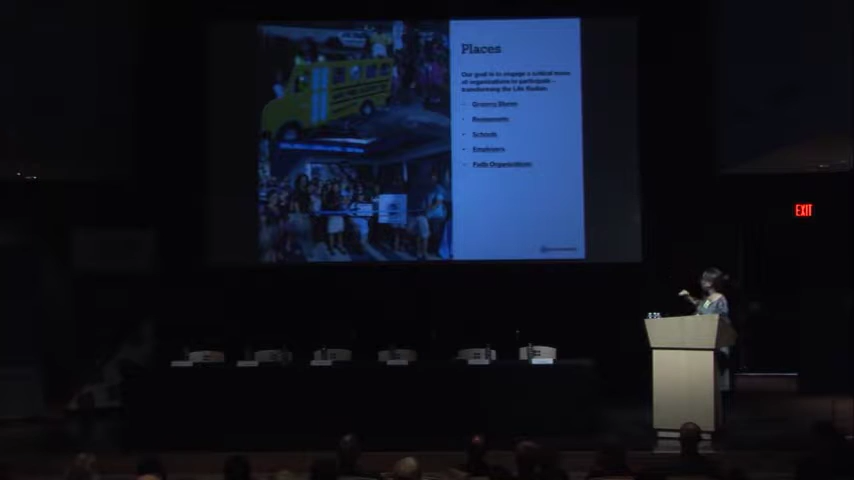 Places
Our goal is to engage a critical mass
of organizations to participate –
transforming the Life Radius
Grocery Stores
Restaurants
Schools
Employers
Faith Organizations
EXIT